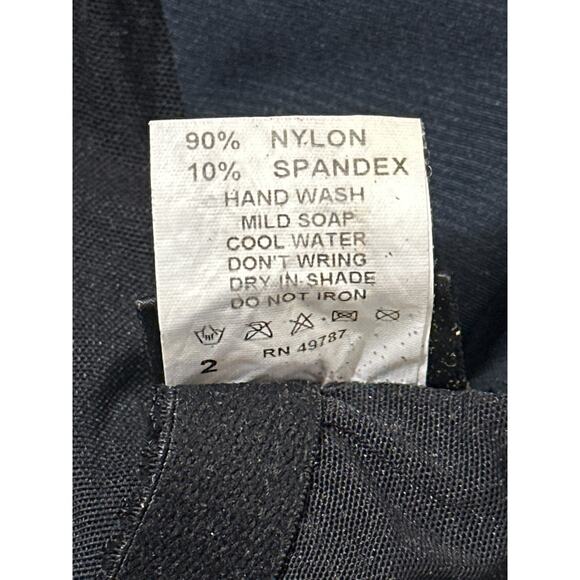 90% NYLON
10% SPANDEX
HAND WASH
MILD SOAP
COOL WATER
DON'T WRING
DRY IN SHADE
DO NOT IRON
RN 49787
2